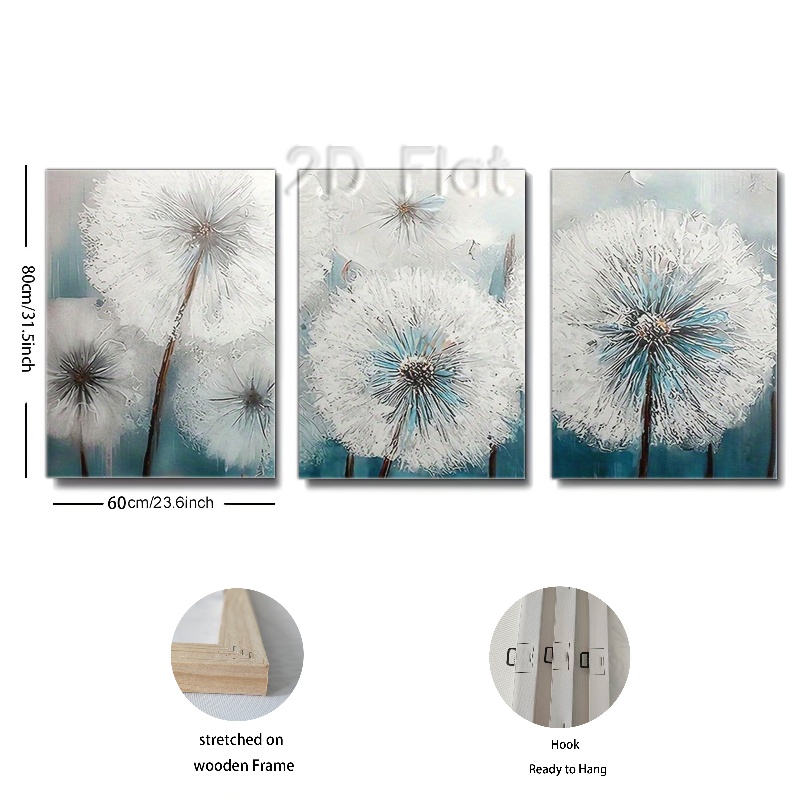 2D Flat
80cm/31.5inch
60cm/23.6inch
stretched on
wooden Frame
Hook
Ready to Hang